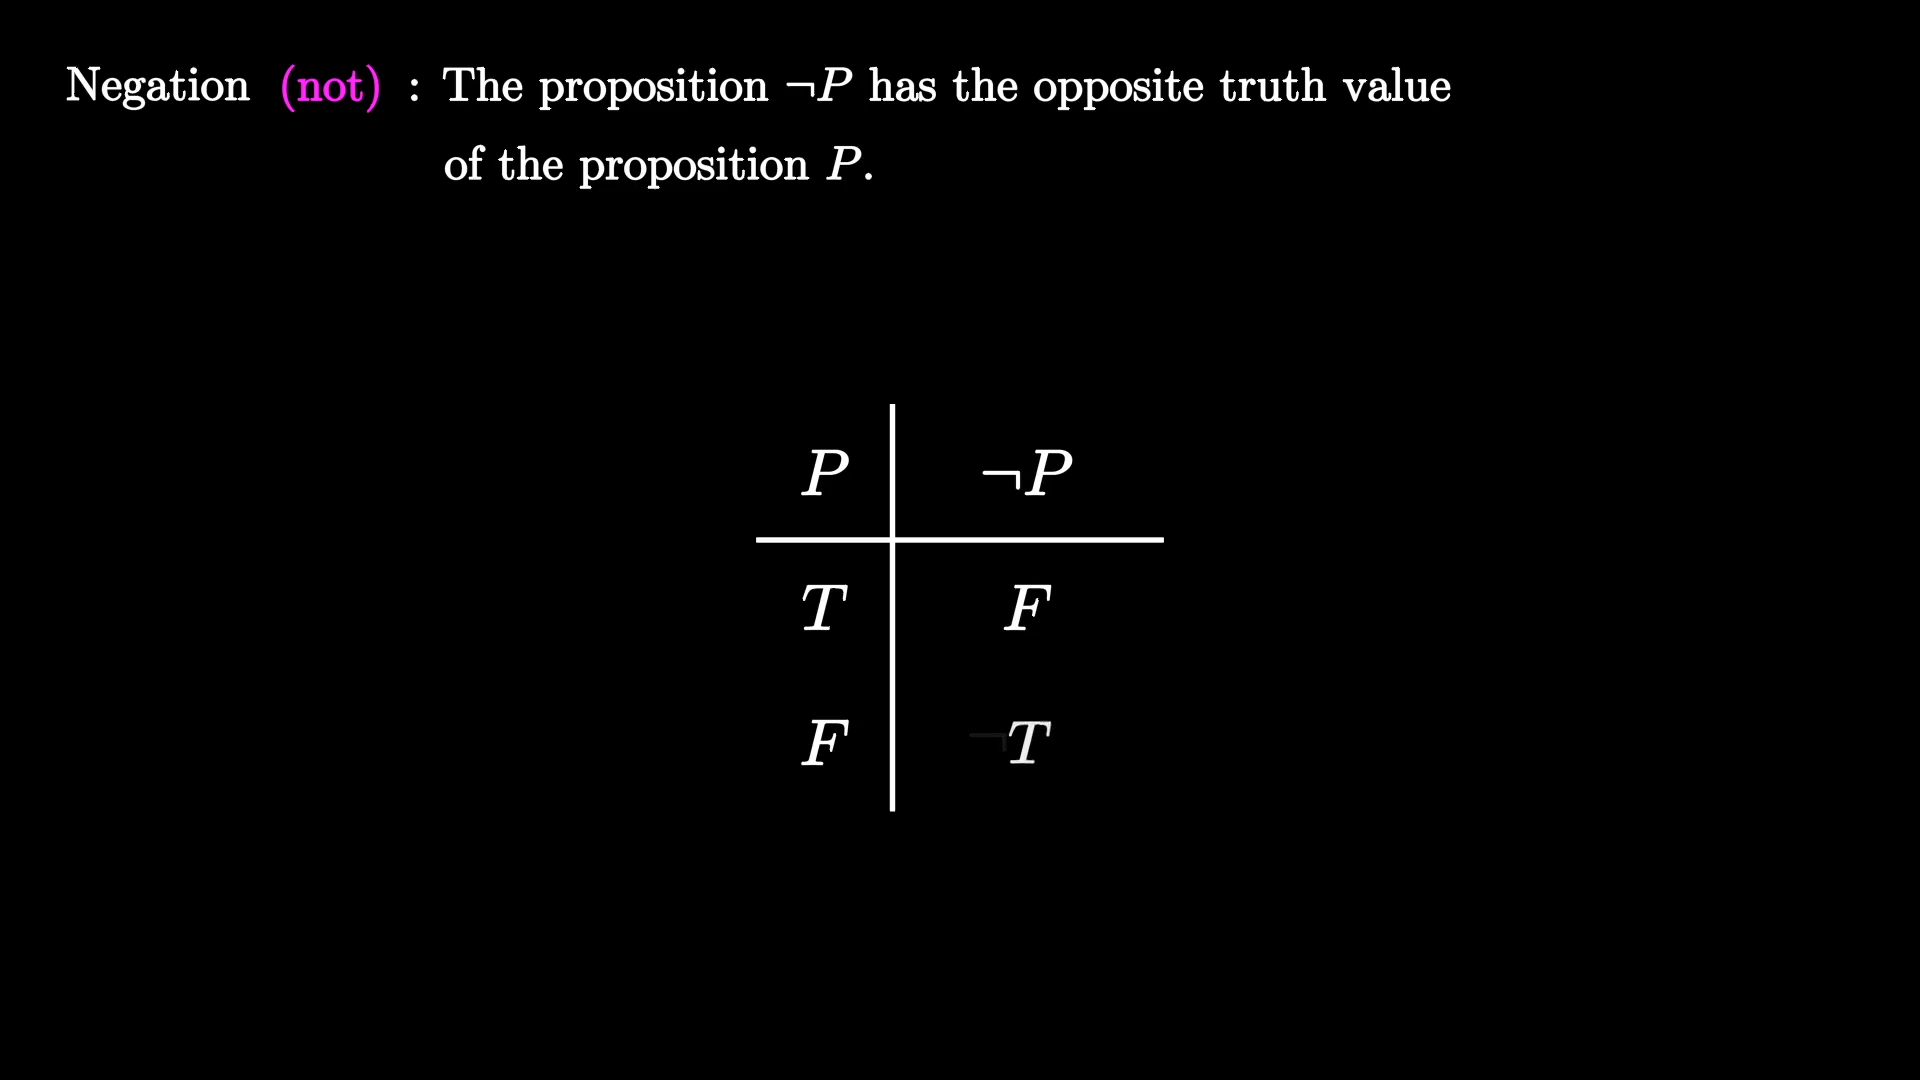 Negation (not) : The proposition ¬P has the opposite truth value
of the proposition P.
P ¬P
T F
F ¬T